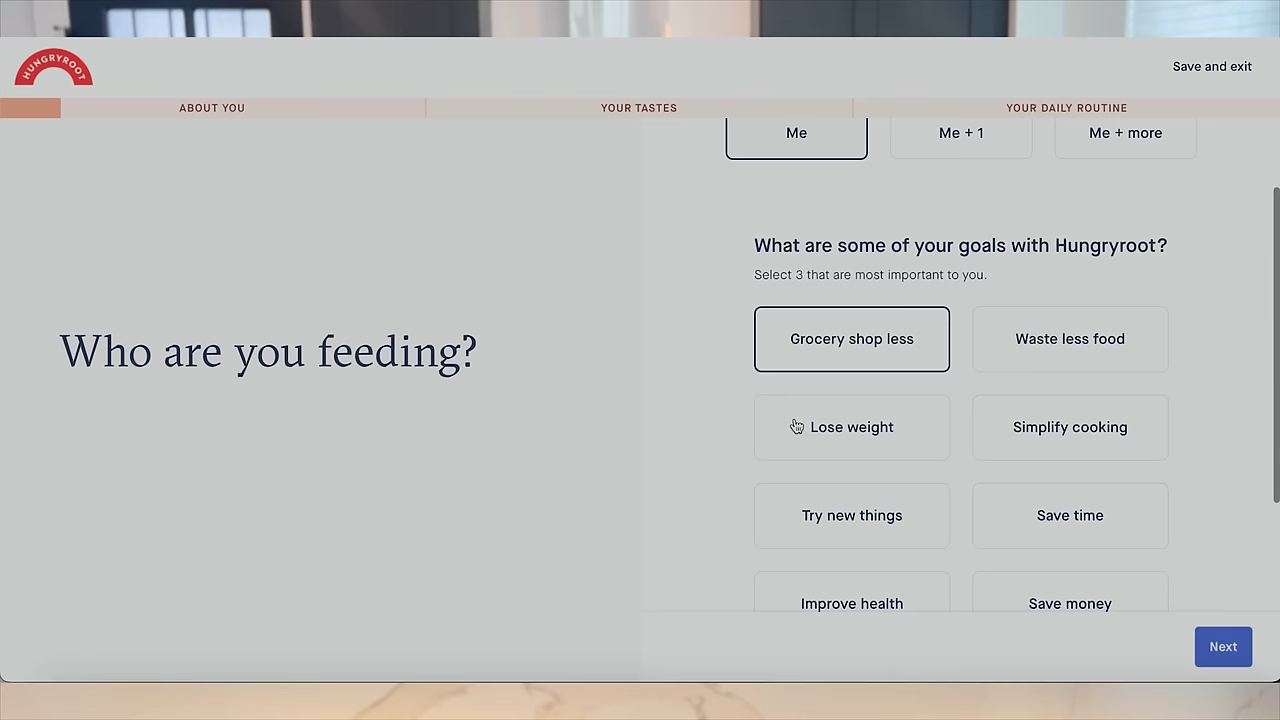 HUNGRYROOT
Save and exit
ABOUT YOU
YOUR TASTES
YOUR DAILY ROUTINE
Me
Me + 1
Me + more
Who are you feeding?
What are some of your goals with Hungryroot?
Select 3 that are most important to you.
Grocery shop less
Waste less food
Lose weight
Simplify cooking
Try new things
Save time
Improve health
Save money
Next